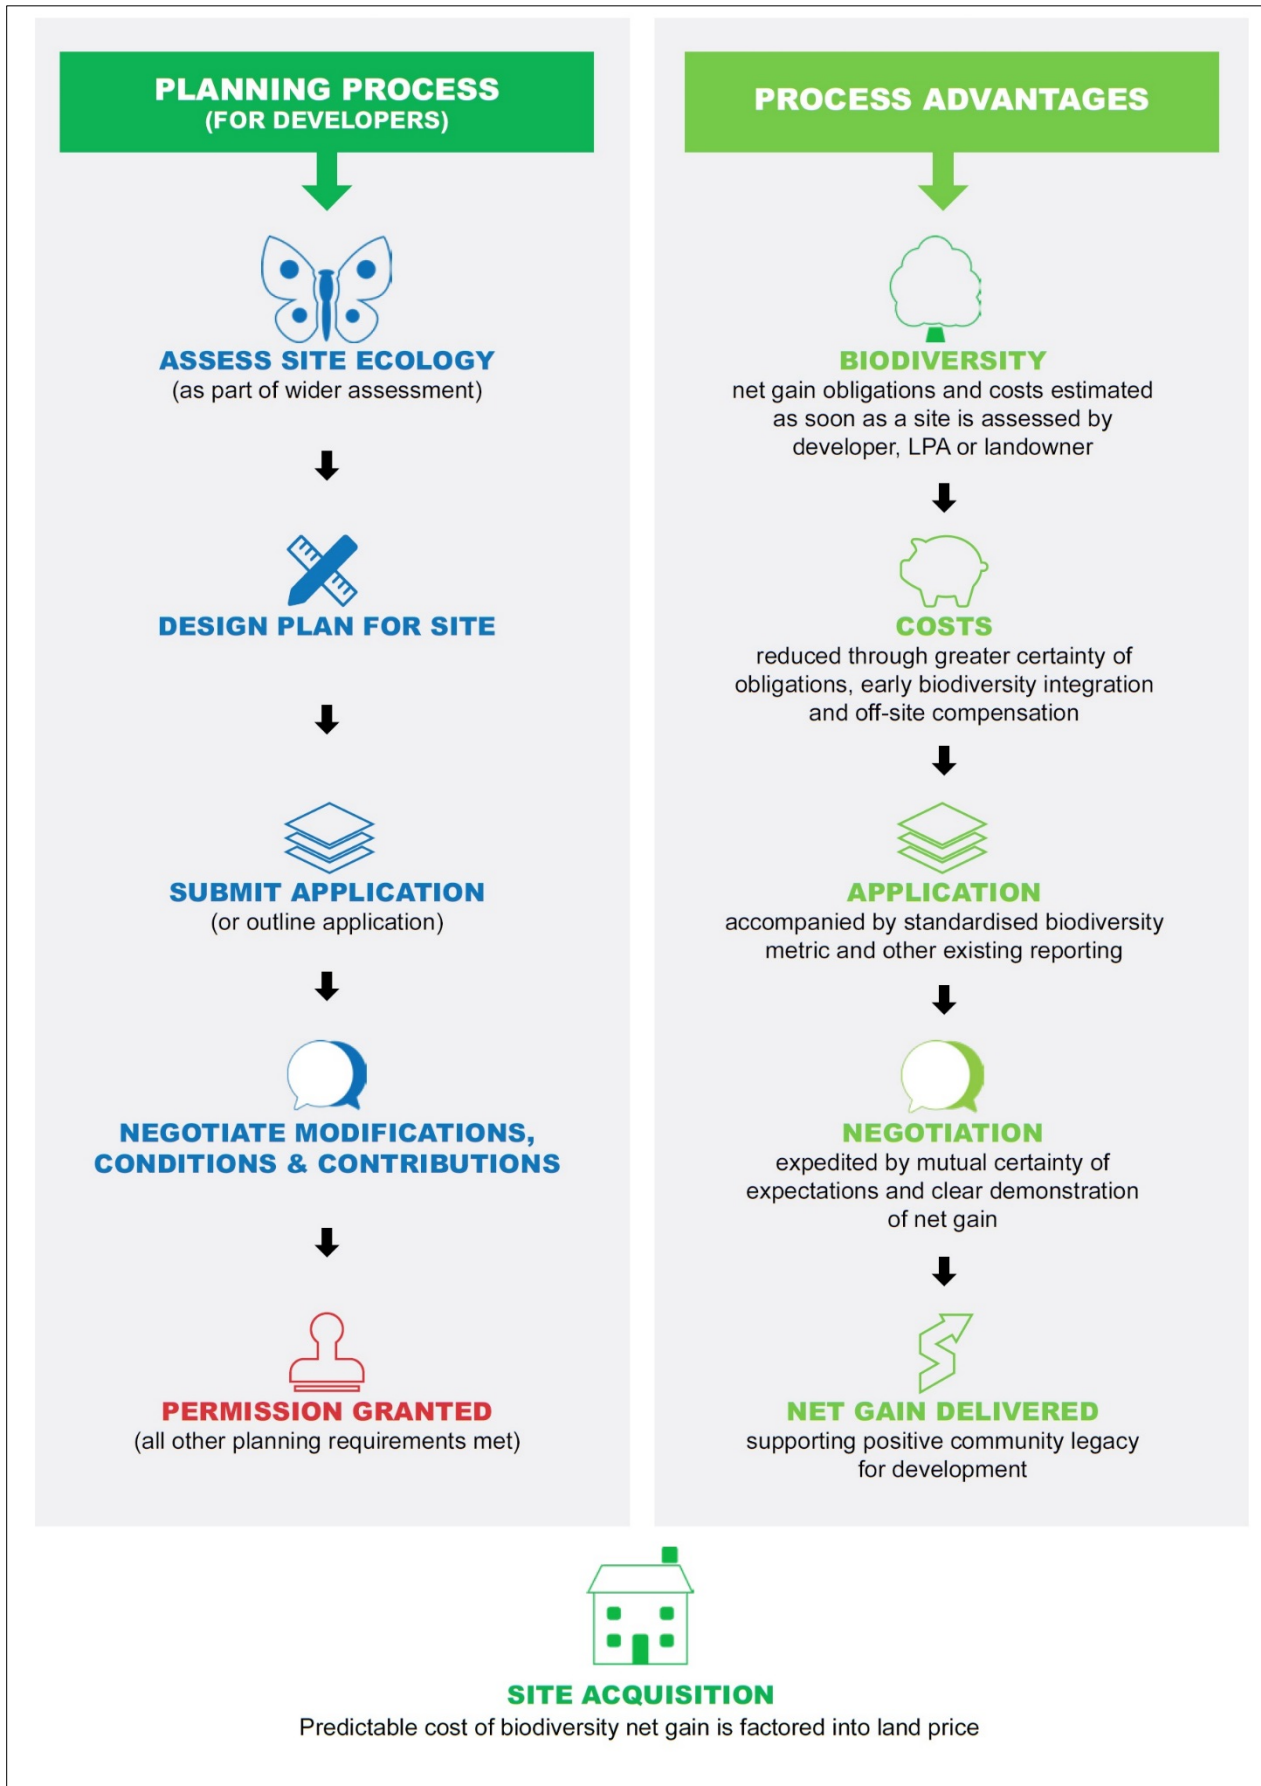 PLANNING PROCESS
(FOR DEVELOPERS)
ASSESS SITE ECOLOGY
(as part of wider assessment)
DESIGN PLAN FOR SITE
SUBMIT APPLICATION
(or outline application)
NEGOTIATE MODIFICATIONS,
CONDITIONS & CONTRIBUTIONS
PERMISSION GRANTED
(all other planning requirements met)
PROCESS ADVANTAGES
BIODIVERSITY
net gain obligations and costs estimated
as soon as a site is assessed by
developer, LPA or landowner
COSTS
reduced through greater certainty of
obligations, early biodiversity integration
and off-site compensation
APPLICATION
accompanied by standardised biodiversity
metric and other existing reporting
NEGOTIATION
expedited by mutual certainty of
expectations and clear demonstration
of net gain
NET GAIN DELIVERED
supporting positive community legacy
for development
SITE ACQUISITION
Predictable cost of biodiversity net gain is factored into land price